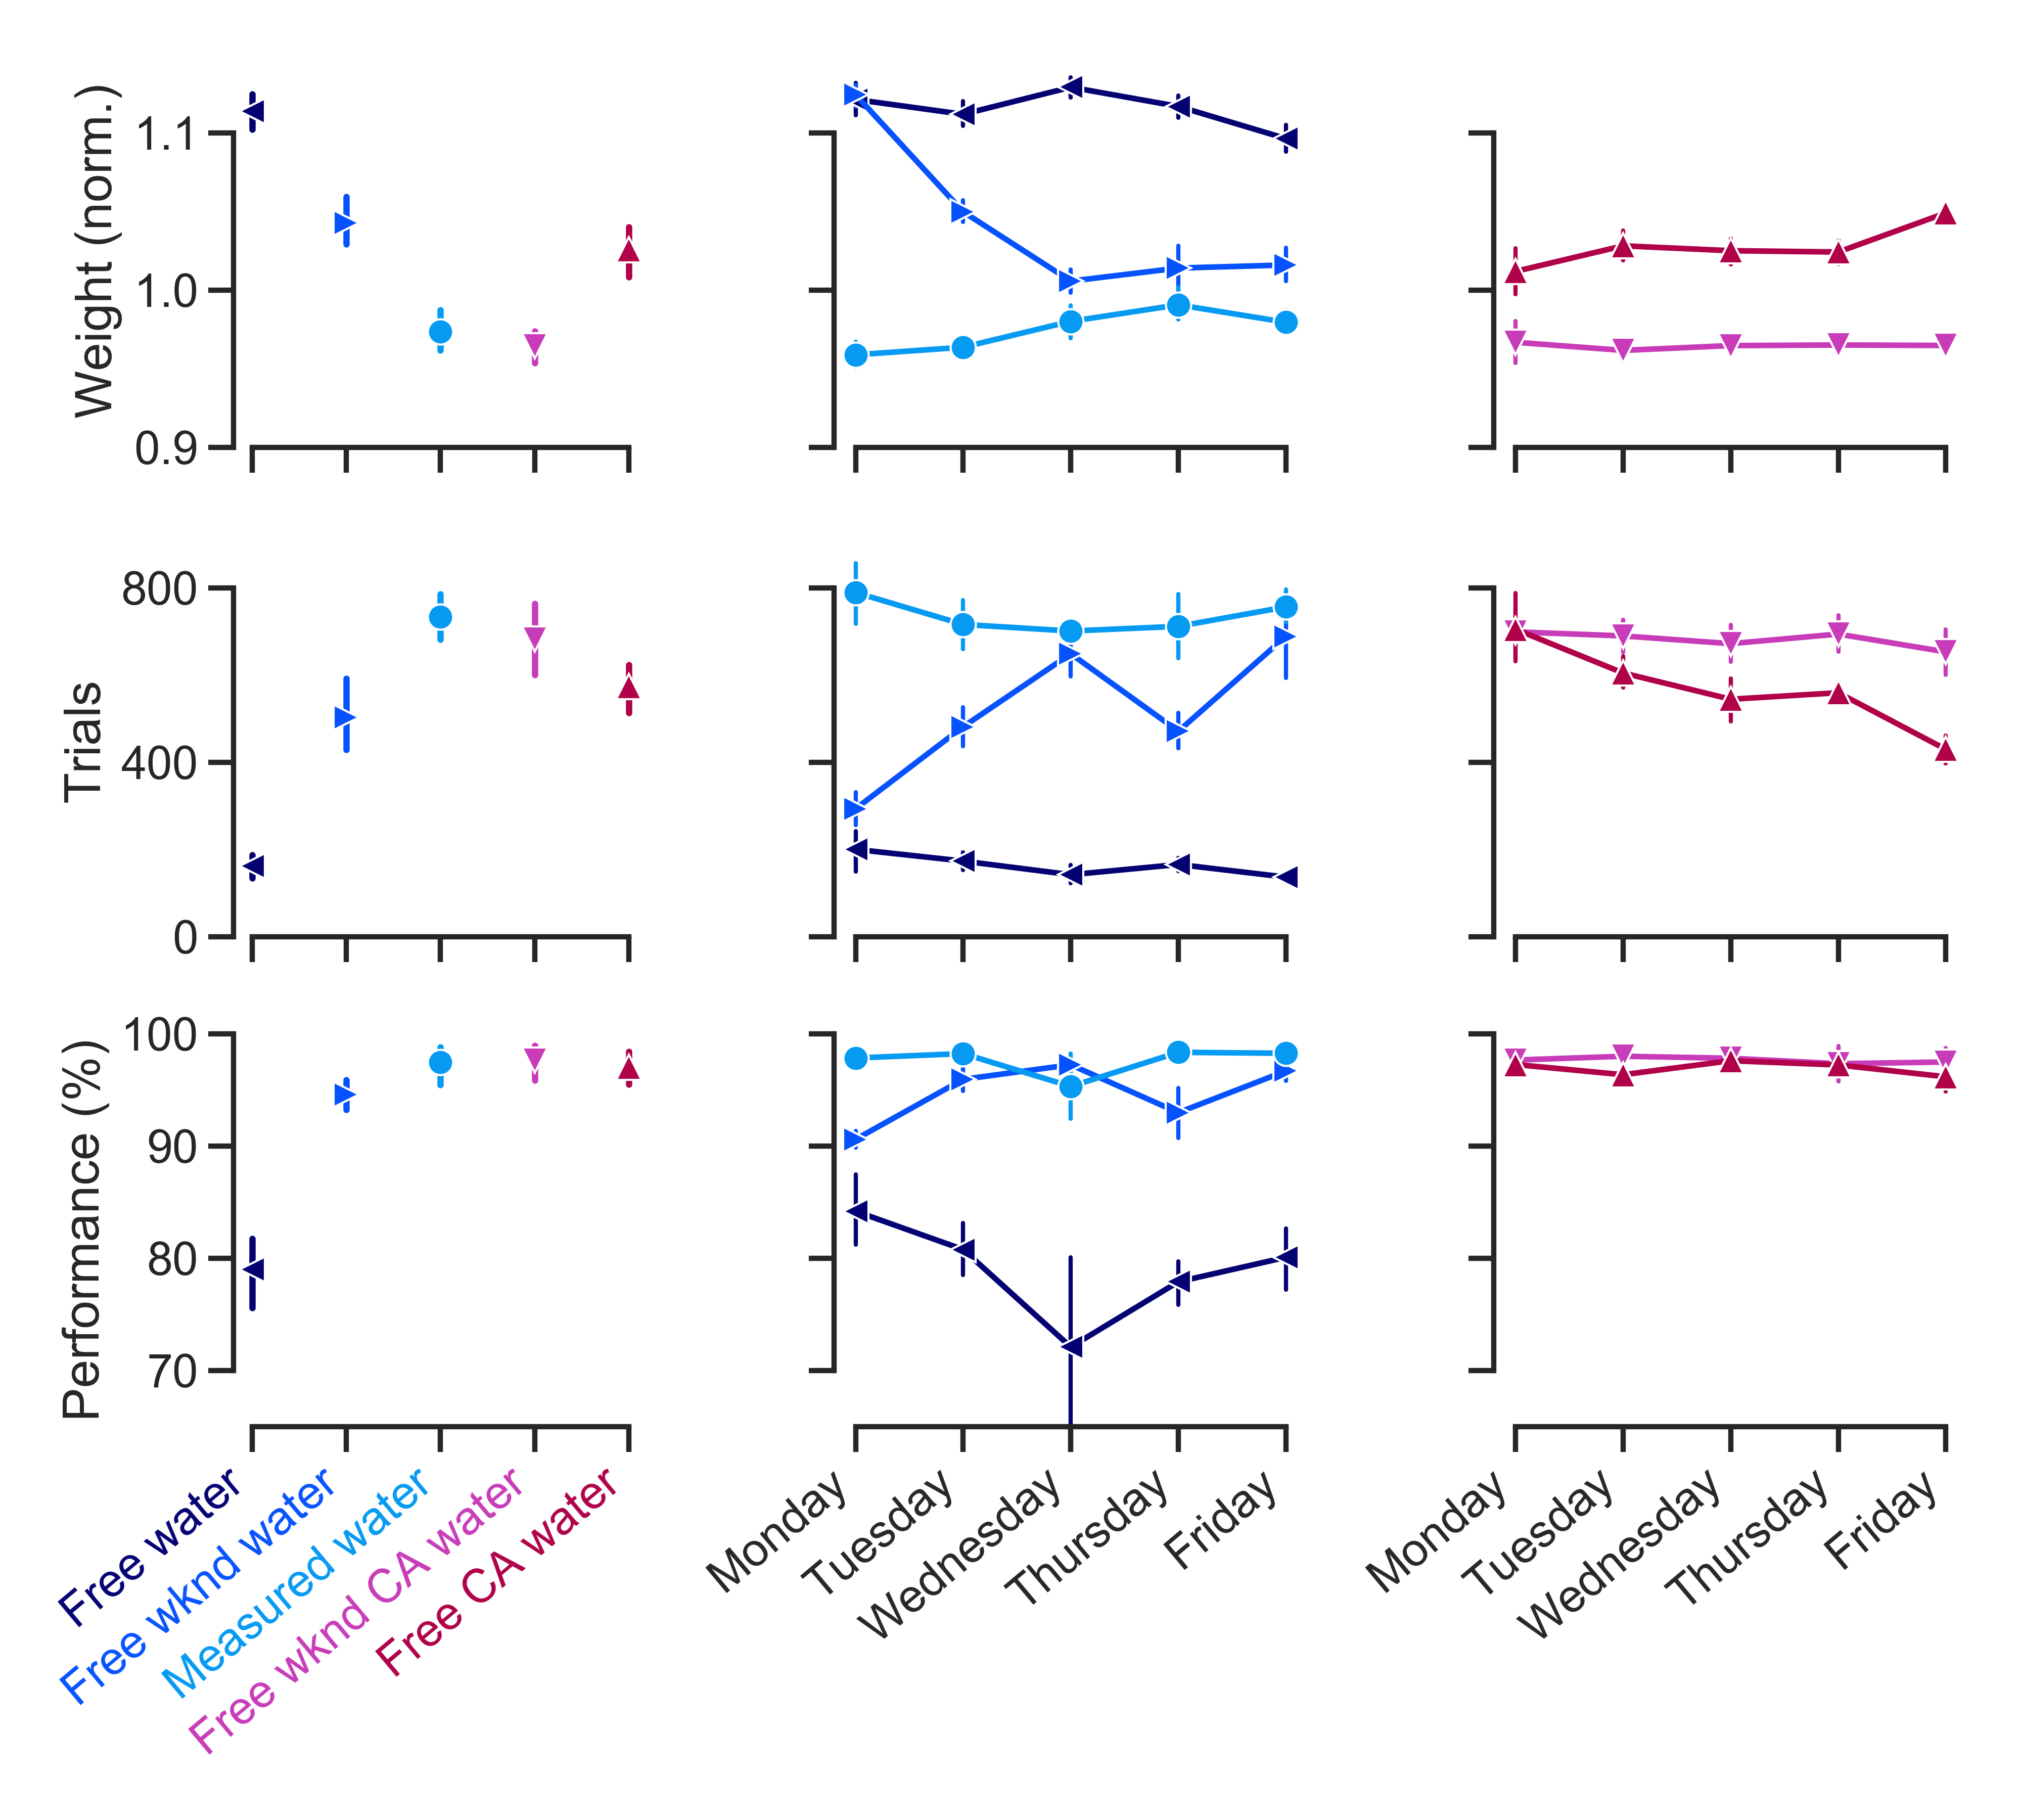 Weight (norm.)
1.1
1.0
0.9
Trials
800
400
0
Performance (%)
100
90
80
70
Free water
Free wknd water
Measured water
Free wknd CA water
Free CA water
Monday
Tuesday
Wednesday
Thursday
Friday
Monday
Tuesday
Wednesday
Thursday
Friday